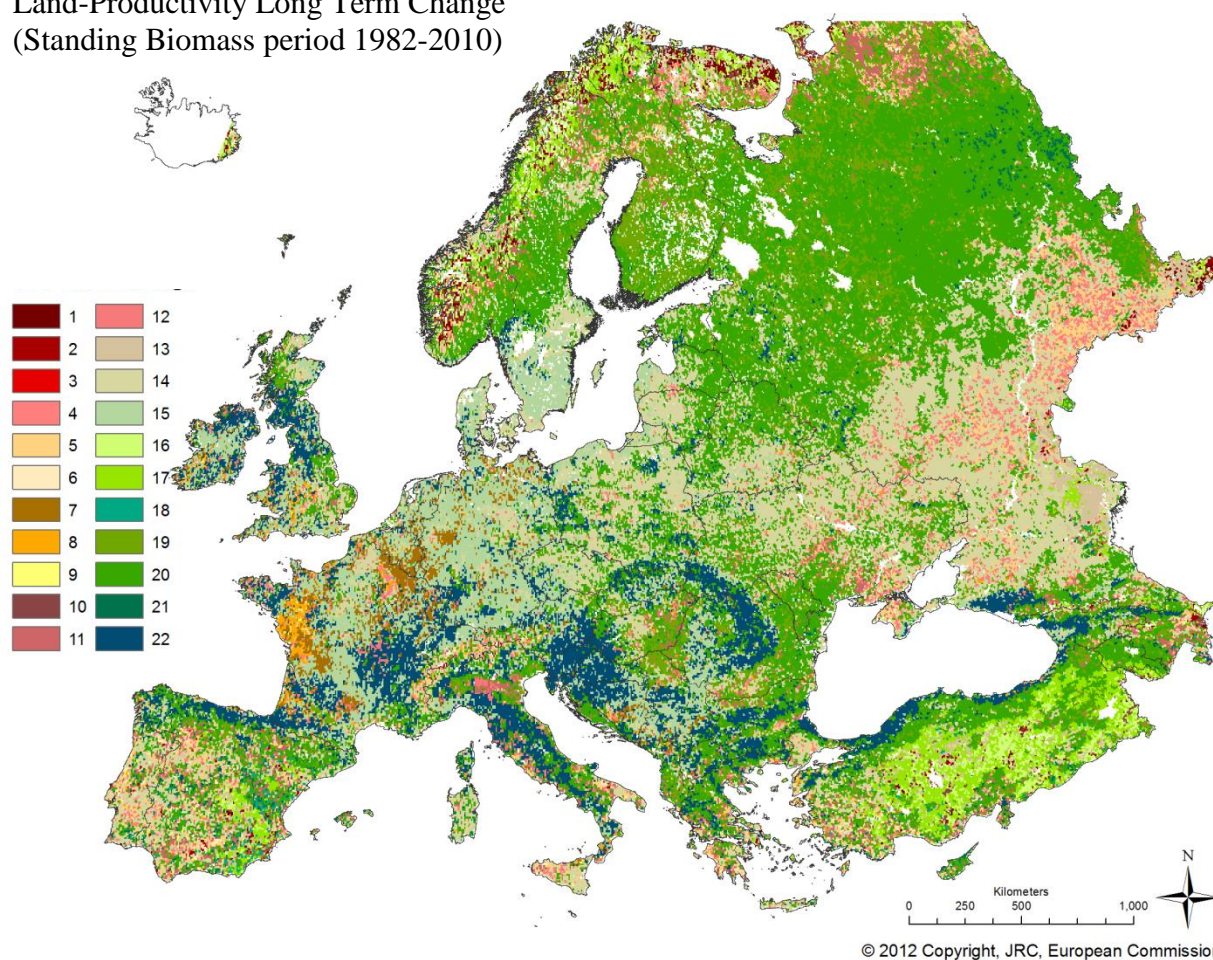 Land-Productivity Long Term Change
(Standing Biomass period 1982-2010)
1 12
2 13
3 14
4 15
5 16
6 17
7 18
8 19
9 20
10 21
11 22
N
Kilometers
0 250 500 1,000
© 2012 Copyright, JRC, European Commissio